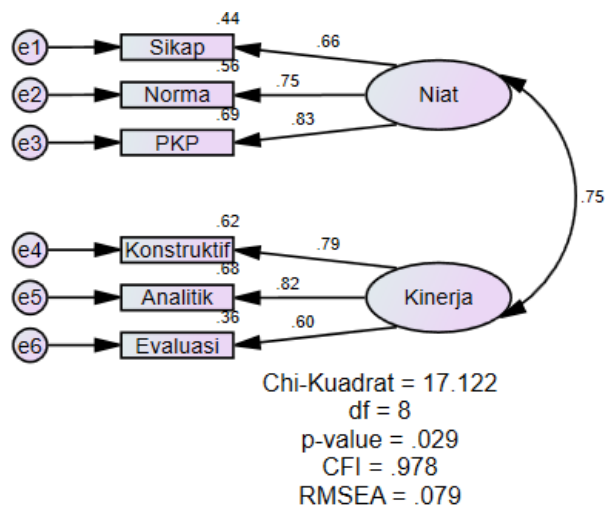 .44
e1 Sikap .66
.56
e2 Norma .75 Niat
.69
e3 PKP .83
.75
.62
e4 Konstruktif .79
.68
e5 Analitik .82 Kinerja
.36
e6 Evaluasi .60
Chi-Kuadrat = 17.122
df = 8
p-value = .029
CFI = .978
RMSEA = .079